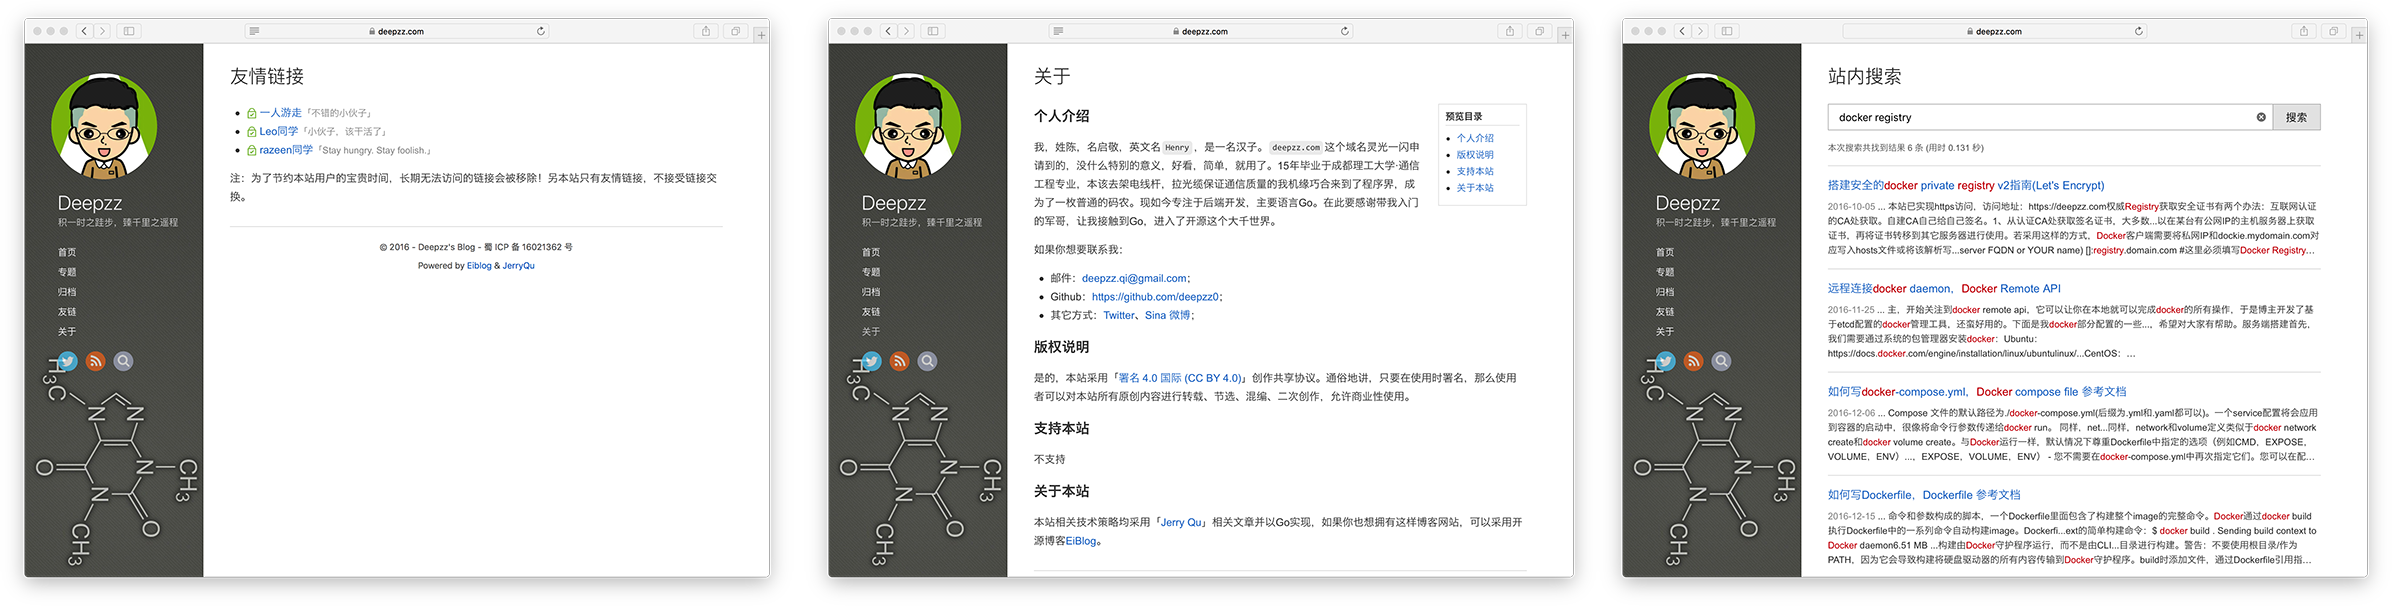 deepzz.com
友情链接
一人游走「不错的小伙子」
Leo同学「小伙子，该干活了」
razeen同学「Stay hungry. Stay foolish.」
注：为了节约本站用户的宝贵时间，长期无法访问的链接会被移除！另本站只有友情链接，不接受链接交
换。
© 2016 - Deepzz's Blog - 蜀 ICP 备 16021362 号
Powered by Eiblog & JerryQu
Deepzz
积一时之跬步，臻千里之遥程
首页
专题
归档
友链
关于
H3C
N
N
O
N
CH3
N
O
CH3
deepzz.com
关于
个人介绍
我，姓陈，名启敬，英文名 Henry ，是一名汉子。 deepzz.com 这个域名灵光一闪申
请到的，没什么特别的意义，好看，简单，就用了。15年毕业于成都理工大学·通信
工程专业，本该去架电线杆，拉光缆保证通信质量的我机缘巧合来到了程序界，成
为了一枚普通的码农。现如今专注于后端开发，主要语言Go。在此要感谢带我入门
的军哥，让我接触到Go，进入了开源这个大千世界。
预览目录
个人介绍
版权说明
支持本站
关于本站
如果你想要联系我：
邮件：deepzz.qi@gmail.com；
Github：https://github.com/deepzz0；
其它方式：Twitter、Sina 微博；
版权说明
是的，本站采用「署名 4.0 国际 (CC BY 4.0)」创作共享协议。通俗地讲，只要在使用时署名，那么使用
者可以对本站所有原创内容进行转载、节选、混编、二次创作，允许商业性使用。
支持本站
不支持
关于本站
本站相关技术策略均采用「Jerry Qu」相关文章并以Go实现，如果你也想拥有这样博客网站，可以采用开
源博客EiBlog。
Deepzz
积一时之跬步，臻千里之遥程
首页
专题
归档
友链
关于
H3C
N
N
O
N
CH3
N
O
CH3
deepzz.com
站内搜索
docker registry
搜索
本次搜索共找到结果 6 条 (用时 0.131 秒)
搭建安全的docker private registry v2指南(Let's Encrypt)
2016-10-05 ... 本站已实现https访问，访问地址：https://deepzz.com权威Registry获取安全证书有两个办法：互联网认证
的CA处获取。自建CA自己给自己签名。1、从认证CA处获取签名证书，大多数...以在某台有公网IP的主机服务器上获取
证书，再将证书转移到其它服务器进行使用。若采用这样的方式，Docker客户端需要将私网IP和dockie.mydomain.com对
应写入hosts文件或将该解析写...server FQDN or YOUR name) []:registry.domain.com #这里必须填写Docker Registry…
远程连接docker daemon，Docker Remote API
2016-11-25 ... 主，开始关注到docker remote api，它可以让你在本地就可以完成docker的所有操作，于是博主开发了基
于etcd配置的docker管理工具，还蛮好用的。下面是我docker部分配置的一些...，希望对大家有帮助。服务端搭建首先，
我们需要通过系统的包管理器安装docker：Ubuntu:
https://docs.docker.com/engine/installation/linux/ubuntulinux/...CentOS：…
如何写docker-compose.yml，Docker compose file 参考文档
2016-12-06 ... Compose 文件的默认路径为./docker-compose.yml(后缀为.yml和.yaml都可以)。一个service配置将会应用
到容器的启动中，很像将命令行参数传递给docker run。 同样，net...同样，network和volume定义类似于docker network
create和docker volume create。与Docker运行一样，默认情况下尊重Dockerfile中指定的选项（例如CMD，EXPOSE，
VOLUME，ENV）...，EXPOSE，VOLUME，ENV） - 您不需要在docker-compose.yml中再次指定它们。您可以在配…
如何写Dockerfile，Dockerfile 参考文档
2016-12-15 ... 命令和参数构成的脚本，一个Dockerfile里面包含了构建整个image的完整命令。Docker通过docker build
执行Dockerfile中的一系列命令自动构建image。Dockerfi...ext的简单构建命令：$ docker build . Sending build context to
Docker daemon6.51 MB ...构建由Docker守护程序运行，而不是由CLI...目录进行构建。警告：不要使用根目录/作为
PATH，因为它会导致构建将硬盘驱动器的所有内容传输到Docker守护程序。build时添加文件，通过Dockerfile引用指…
Deepzz
积一时之跬步，臻千里之遥程
首页
专题
归档
友链
关于
H3C
N
N
O
N
CH3
N
O
CH3